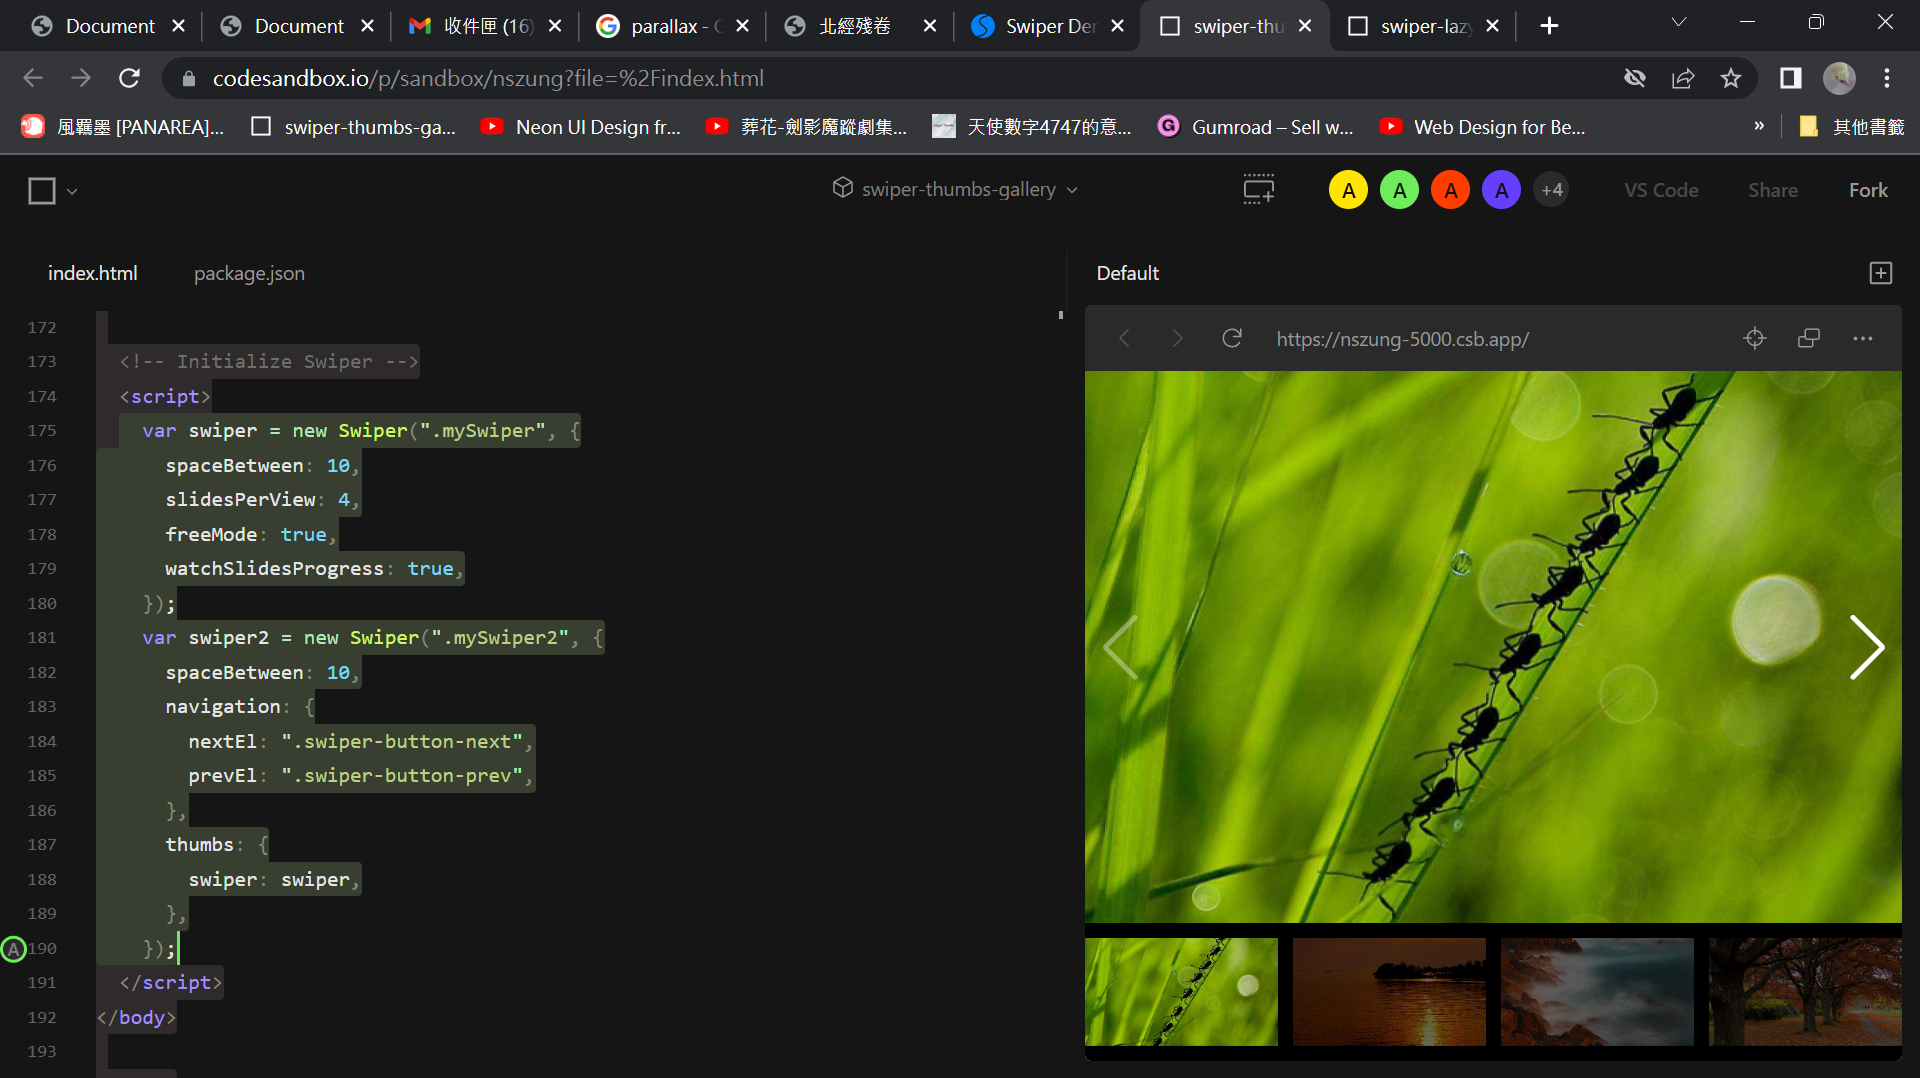 Document
Document
收件匣 (16)
parallax - G
北經殘卷
Swiper Der
swiper-thu
swiper-lazy
codesandbox.io/p/sandbox/nszung?file=%2Findex.html
風羈墨 [PANAREA]...
swiper-thumbs-ga...
Neon UI Design fr...
葬花-劍影魔蹤劇集...
天使數字4747的意...
Gumroad – Sell w...
Web Design for Be...
»
其他書籤
swiper-thumbs-gallery
A
A
A
A
+4
VS Code
Share
Fork
index.html
package.json
Default
https://nszung-5000.csb.app/
172
173 <!-- Initialize Swiper -->
174 <script>
175 var swiper = new Swiper(".mySwiper", {
176 spaceBetween: 10,
177 slidesPerView: 4,
178 freeMode: true,
179 watchSlidesProgress: true,
180 });
181 var swiper2 = new Swiper(".mySwiper2", {
182 spaceBetween: 10,
183 navigation: {
184 nextEl: ".swiper-button-next",
185 prevEl: ".swiper-button-prev",
186 },
187 thumbs: {
188 swiper: swiper,
189 },
A 190 });
191 </script>
192 </body>
193